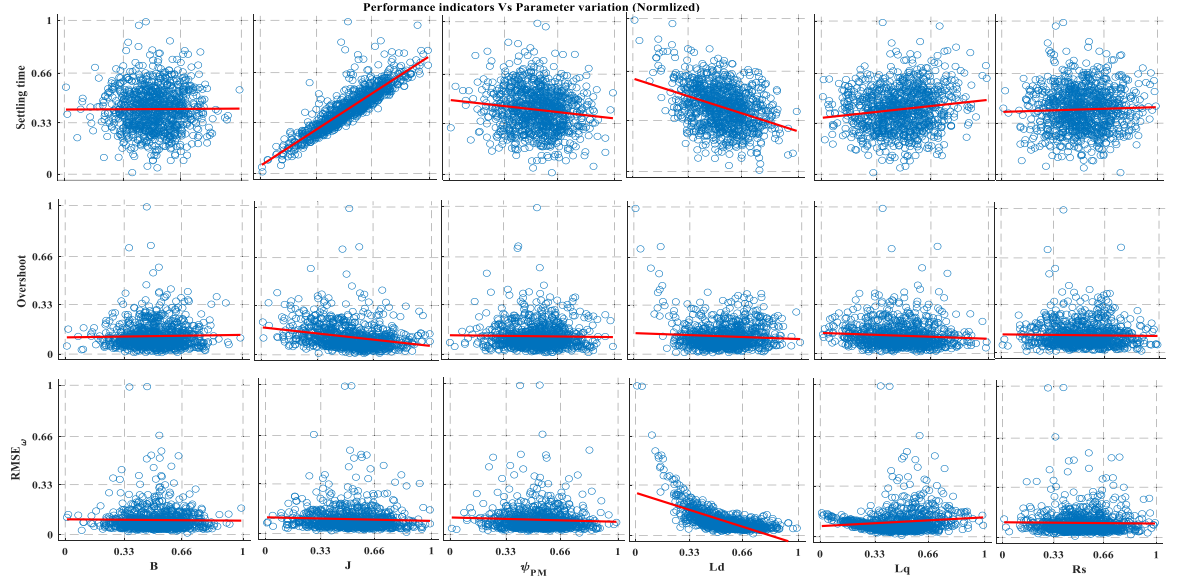 Performance indicators Vs Parameter variation (Normlized)
Settling time
1
0.66
0.33
0
Overshoot
1
0.66
0.33
0
RMSE_ω
1
0.66
0.33
0
0 0.33 0.66 1 0.33 0.66 1 0 0.33 0.66 1 0 0.33 0.66 1 0 0.33 0.66 1 0 0.33 0.66 1
B J ψ_PM Ld Lq Rs